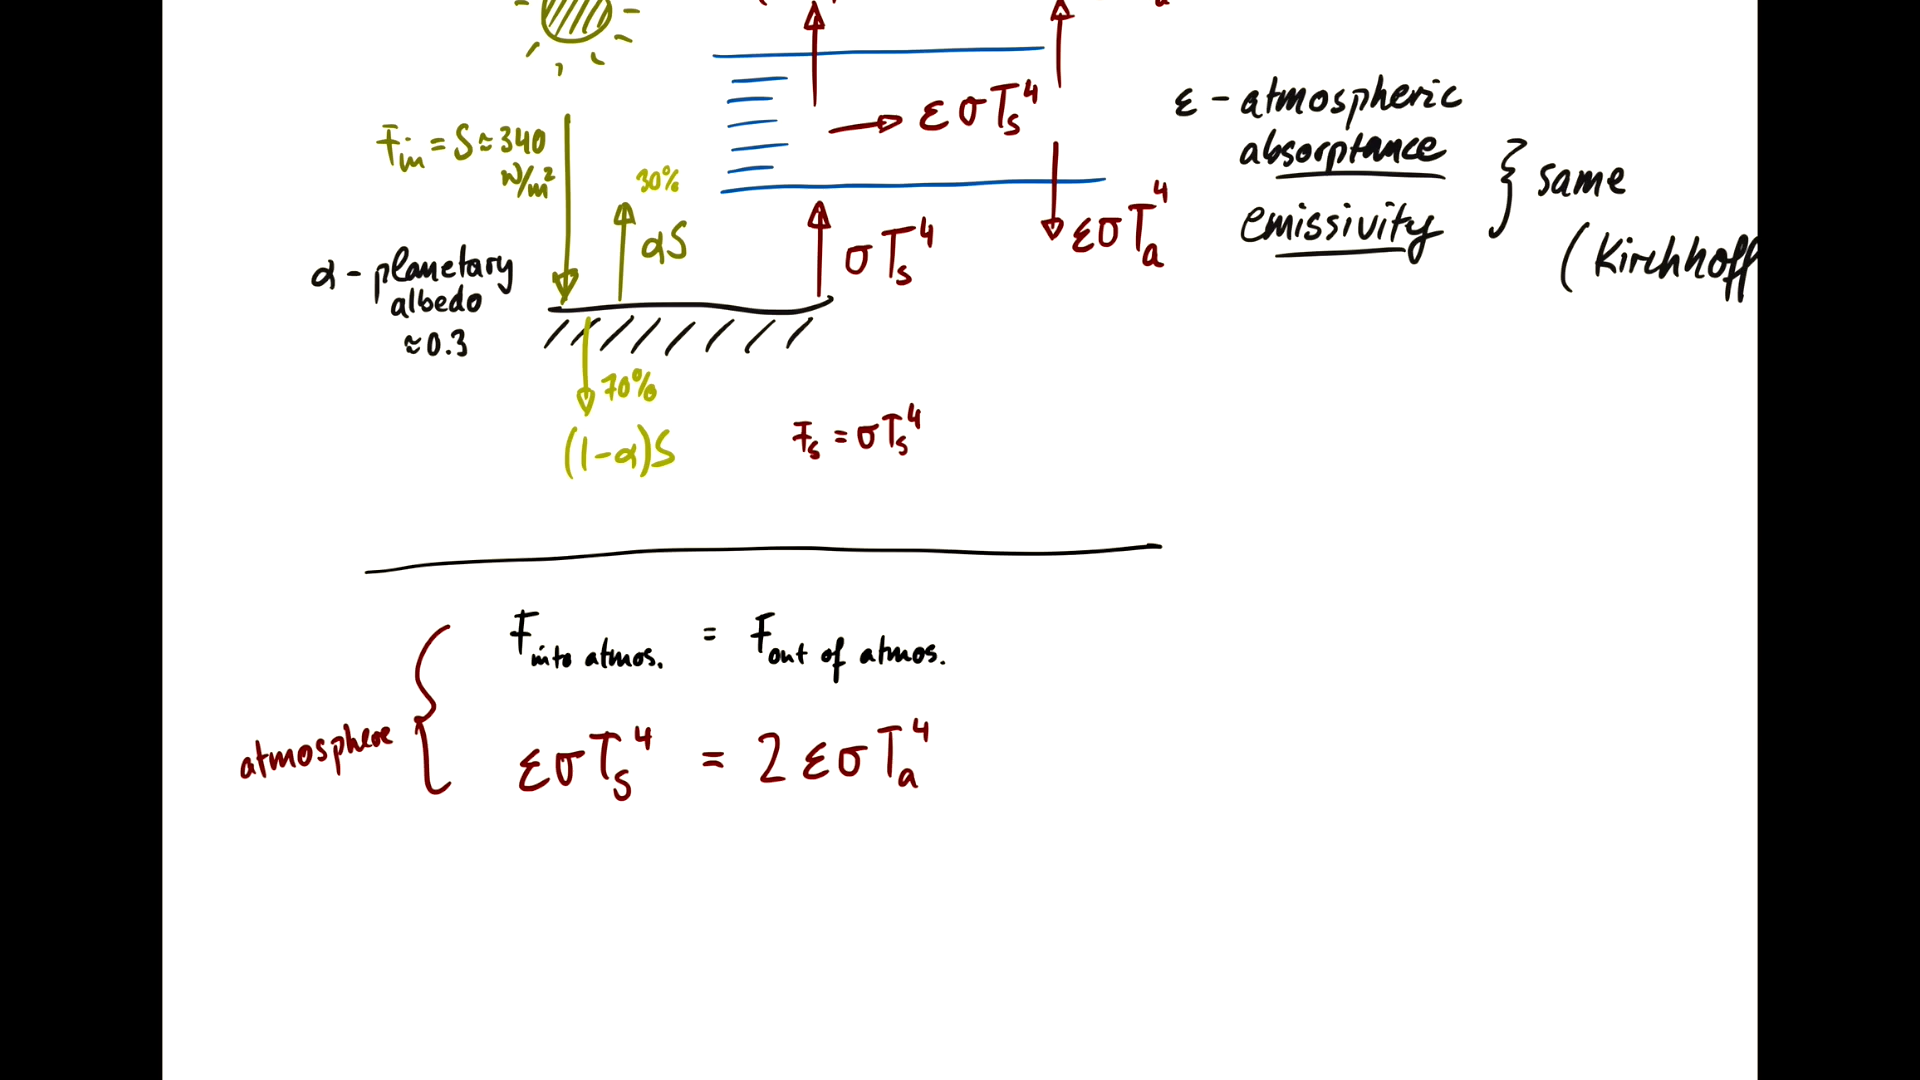 F_in = S ≈ 340
W/m²
α - planetary
albedo
≈ 0.3
30%
αS
70%
(1-α)S
εσT_s⁴
σT_s⁴
εσT_a⁴
F_s = σT_s⁴
ε - atmospheric
absorptance
emissivity
} same
(Kirchhoff
F_into atmos. = F_out of atmos.
atmosphere {
εσT_s⁴ = 2εσT_a⁴